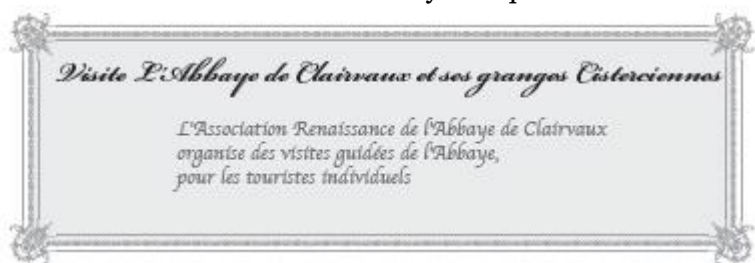 Visite L'Abbaye de Clairvaux et ses granges Cisterciennes
L'Association Renaissance de l'Abbaye de Clairvaux
organise des visites guidées de l'Abbaye,
pour les touristes individuels